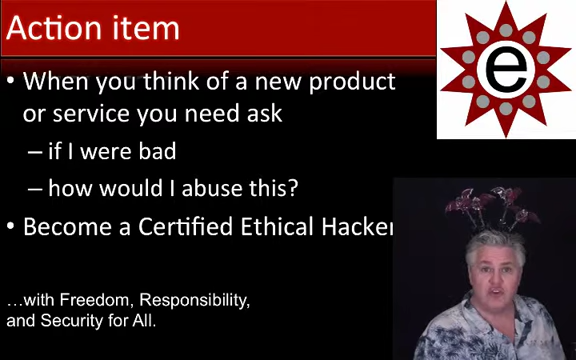 Action item
e
• When you think of a new product
or service you need ask
– if I were bad
– how would I abuse this?
• Become a Certified Ethical Hacker
…with Freedom, Responsibility,
and Security for All.